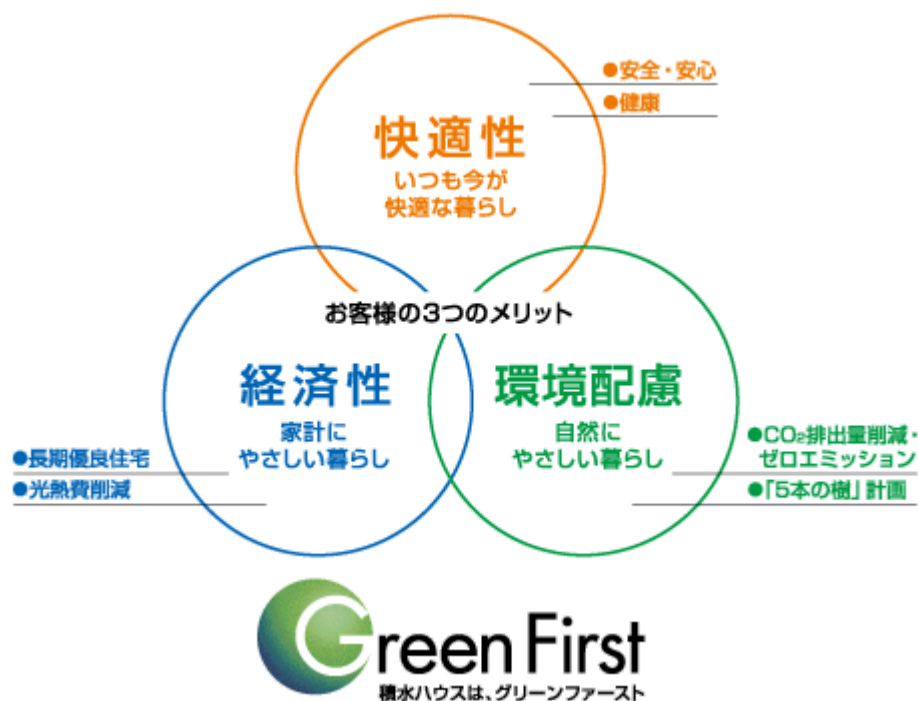 ●安全・安心
●健康
快適性
いつも今が
快適な暮らし
お客様の3つのメリット
経済性
家計に
やさしい暮らし
●長期優良住宅
●光熱費削減
環境配慮
自然に
やさしい暮らし
●CO₂排出量削減・
ゼロエミッション
●「5本の樹」計画
Green First
積水ハウスは、グリーンファースト